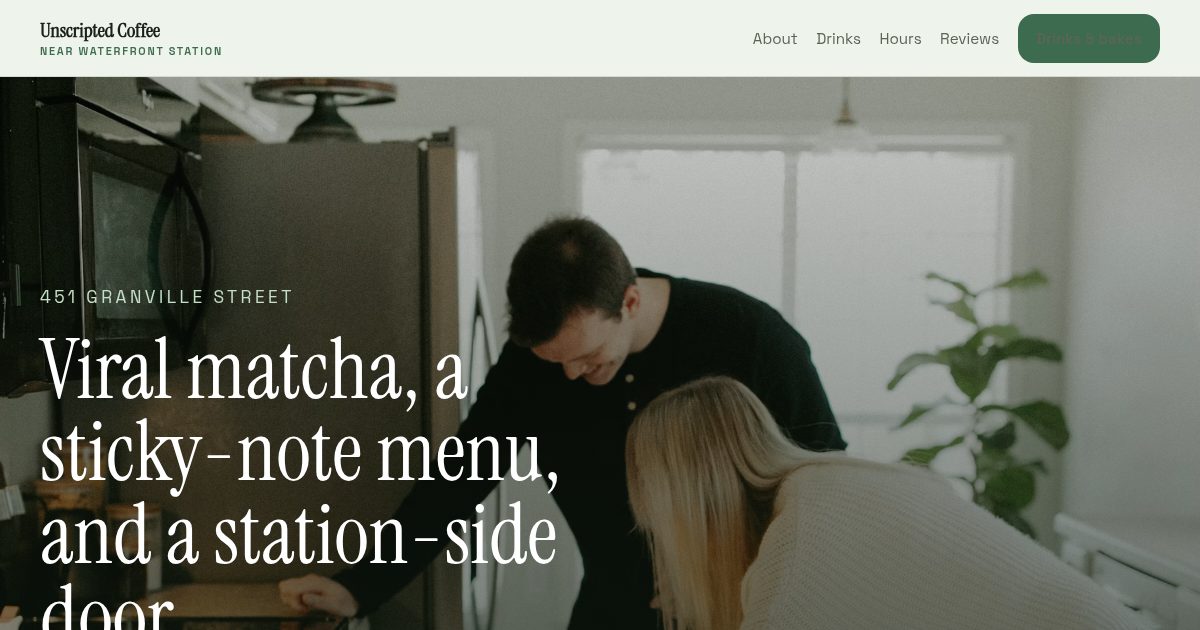 Unscripted Coffee
NEAR WATERFRONT STATION
About
Drinks
Hours
Reviews
Drinks & bakes
451 GRANVILLE STREET
Viral matcha, a
sticky-note menu,
and a station-side
door